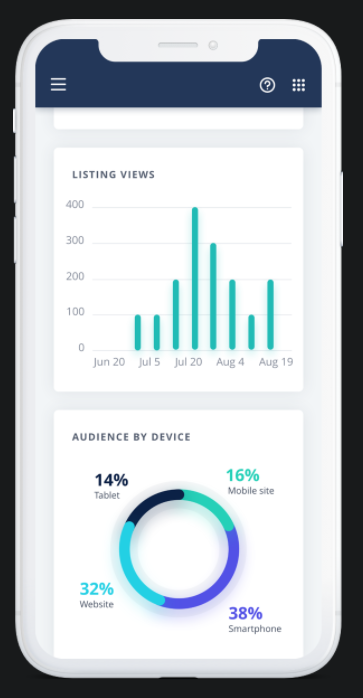 LISTING VIEWS
400
300
200
100
0
Jun 20 Jul 5 Jul 20 Aug 4 Aug 19
AUDIENCE BY DEVICE
14%
Tablet
16%
Mobile site
32%
Website
38%
Smartphone